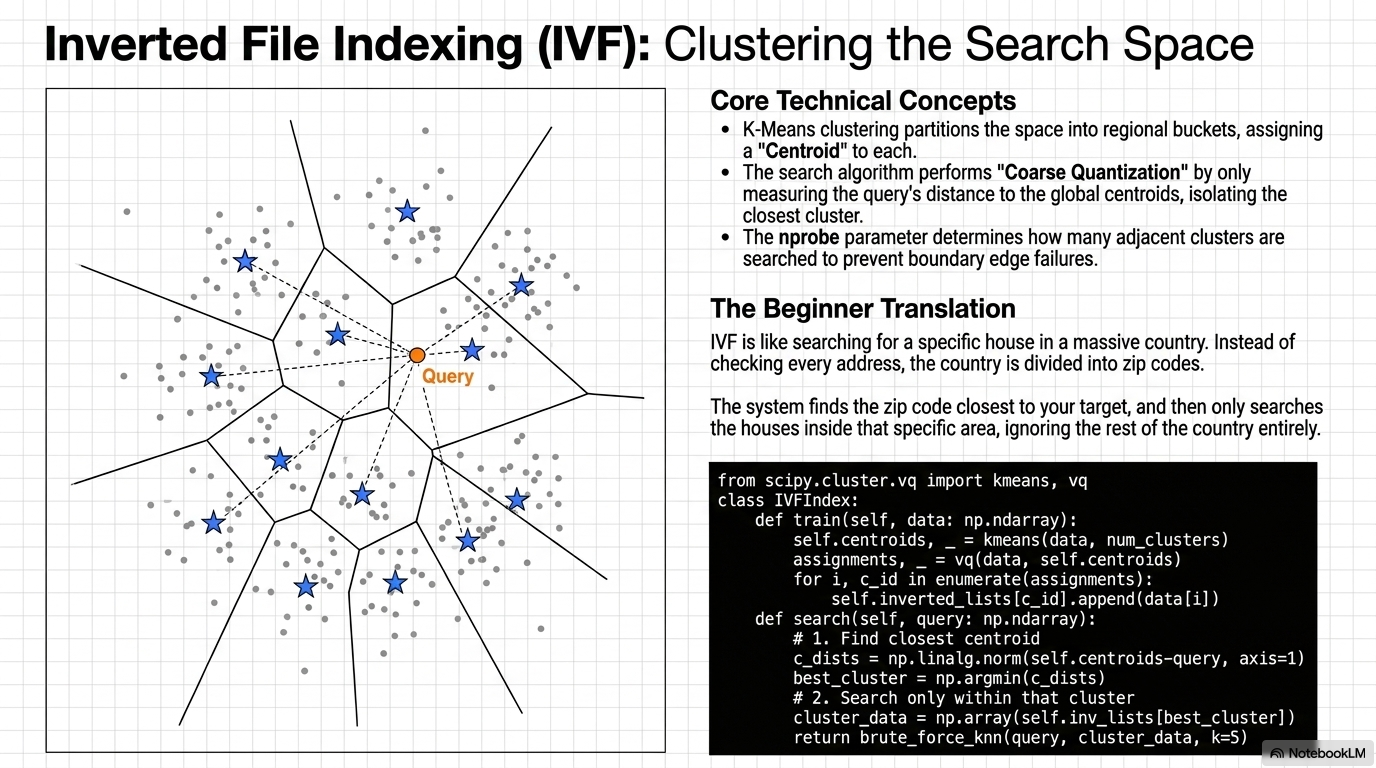 Inverted File Indexing (IVF): Clustering the Search Space
Query
Core Technical Concepts
• K-Means clustering partitions the space into regional buckets, assigning
a "Centroid" to each.
• The search algorithm performs "Coarse Quantization" by only
measuring the query's distance to the global centroids, isolating the
closest cluster.
• The nprobe parameter determines how many adjacent clusters are
searched to prevent boundary edge failures.
The Beginner Translation
IVF is like searching for a specific house in a massive country. Instead of
checking every address, the country is divided into zip codes.
The system finds the zip code closest to your target, and then only searches
the houses inside that specific area, ignoring the rest of the country entirely.
from scipy.cluster.vq import kmeans, vq
class IVFIndex:
    def train(self, data: np.ndarray):
        self.centroids, _ = kmeans(data, num_clusters)
        assignments, _ = vq(data, self.centroids)
        for i, c_id in enumerate(assignments):
            self.inverted_lists[c_id].append(data[i])
    def search(self, query: np.ndarray):
        # 1. Find closest centroid
        c_dists = np.linalg.norm(self.centroids-query, axis=1)
        best_cluster = np.argmin(c_dists)
        # 2. Search only within that cluster
        cluster_data = np.array(self.inv_lists[best_cluster])
        return brute_force_knn(query, cluster_data, k=5)
NotebookLM